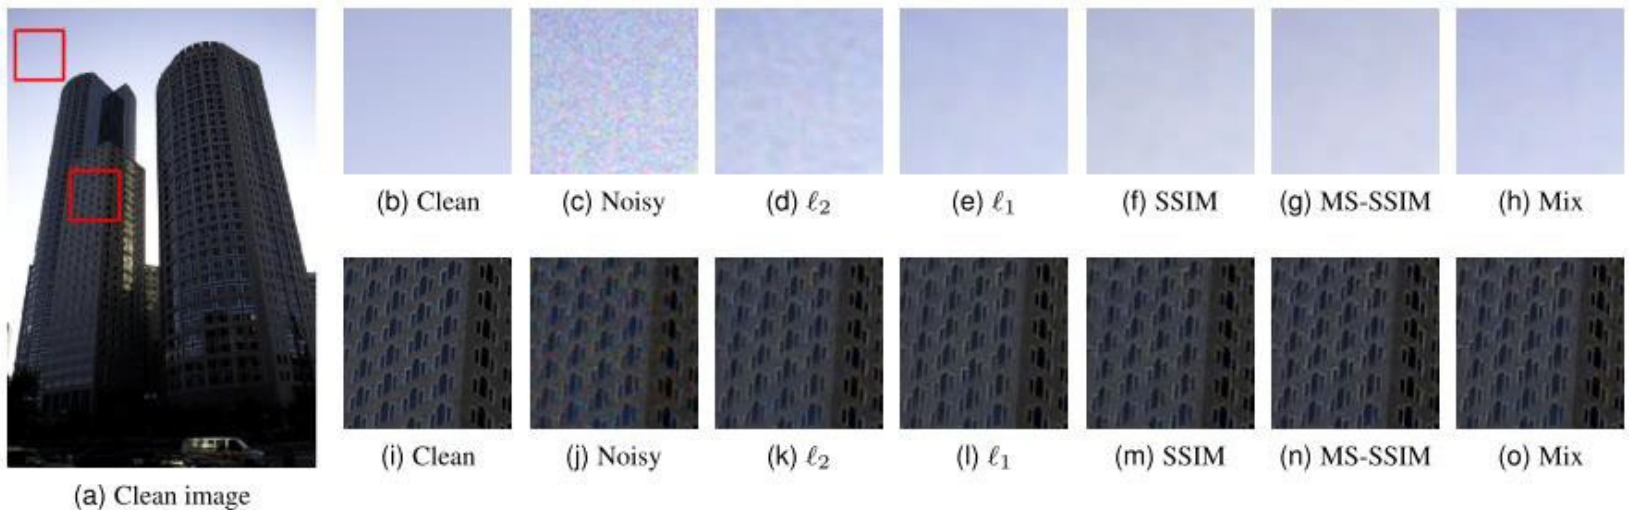 (b) Clean (c) Noisy (d) ℓ₂ (e) ℓ₁ (f) SSIM (g) MS-SSIM (h) Mix
(i) Clean (j) Noisy (k) ℓ₂ (l) ℓ₁ (m) SSIM (n) MS-SSIM (o) Mix
(a) Clean image